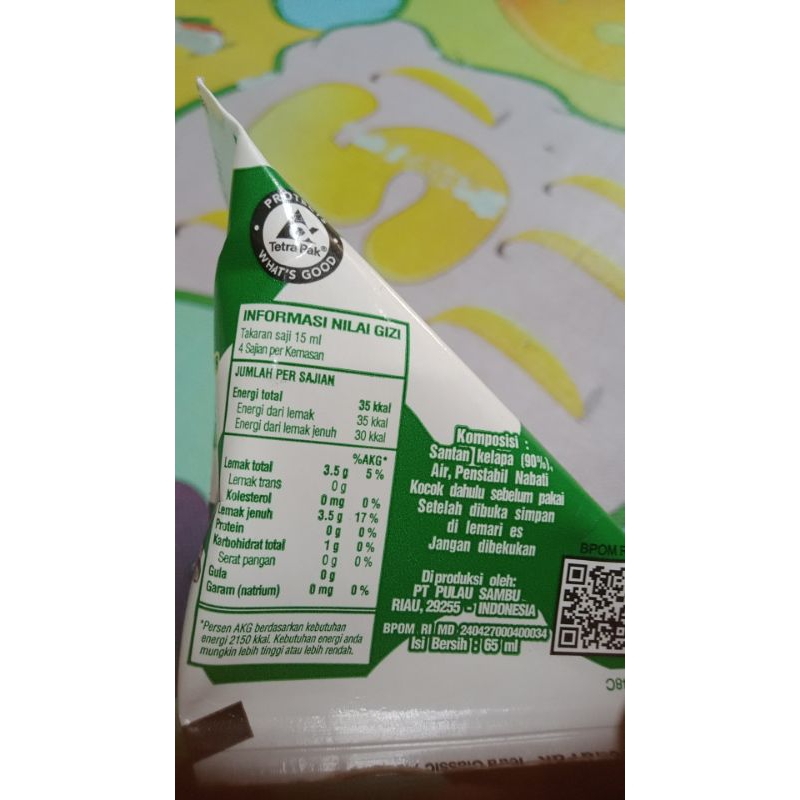 Tetra Pak®
WHAT'S GOOD
INFORMASI NILAI GIZI
Takaran saji 15 ml
4 Sajian per Kemasan
JUMLAH PER SAJIAN
Energi total 35 kkal
Energi dari lemak 35 kkal
Energi dari lemak jenuh 30 kkal
%AKG*
Lemak total 3.5 g 5 %
Lemak trans 0 g
Kolesterol 0 mg 0 %
Lemak jenuh 3.5 g 17 %
Protein 0 g 0 %
Karbohidrat total 1 g 0 %
Serat pangan 0 g 0 %
Gula 0 g
Garam (natrium) 0 mg 0 %
*Persen AKG berdasarkan kebutuhan
energi 2150 kkal. Kebutuhan energi anda
mungkin lebih tinggi atau lebih rendah.
Komposisi :
Santan kelapa (90%),
Air, Penstabil Nabati
Kocok dahulu sebelum pakai
Setelah dibuka simpan
di lemari es
Jangan dibekukan
Diproduksi oleh:
PT PULAU SAMBU
RIAU, 29255 - INDONESIA
BPOM RI MD 240427000400034
Isi Bersih : 65 ml
BPOM